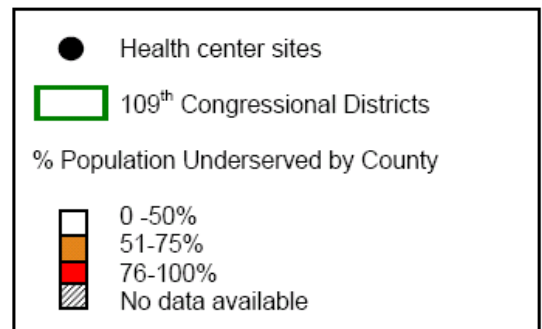 Health center sites
109th Congressional Districts
% Population Underserved by County
0 -50%
51-75%
76-100%
No data available